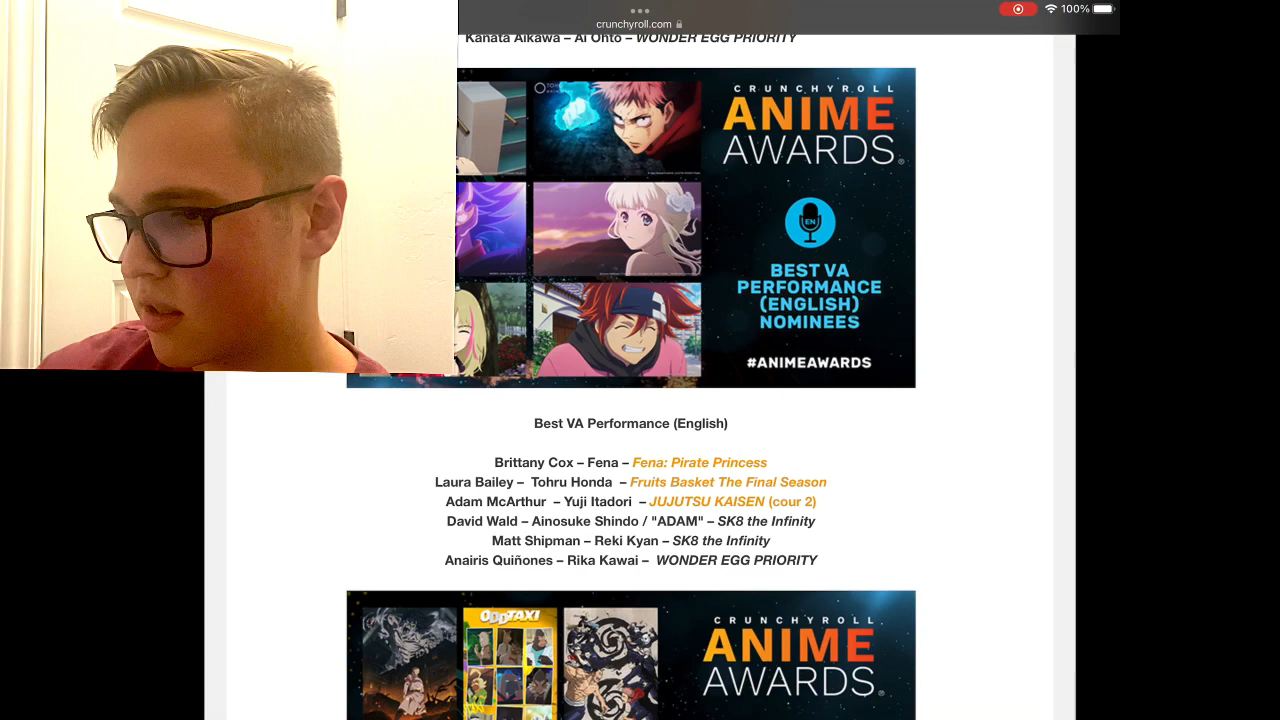 crunchyroll.com
100%
Kanata Aikawa – Ai Ohto – WONDER EGG PRIORITY
CRUNCHYROLL
ANIME
AWARDS
EN
BEST VA
PERFORMANCE
(ENGLISH)
NOMINEES
#ANIMEAWARDS
Best VA Performance (English)
Brittany Cox – Fena – Fena: Pirate Princess
Laura Bailey – Tohru Honda – Fruits Basket The Final Season
Adam McArthur – Yuji Itadori – JUJUTSU KAISEN (cour 2)
David Wald – Ainosuke Shindo / "ADAM" – SK8 the Infinity
Matt Shipman – Reki Kyan – SK8 the Infinity
Anairis Quiñones – Rika Kawai – WONDER EGG PRIORITY
ODDTAXI
CRUNCHYROLL
ANIME
AWARDS